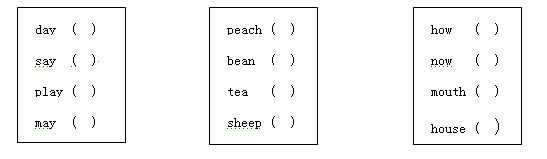 day ( )
say ( )
play ( )
may ( )
peach ( )
bean ( )
tea ( )
sheep ( )
how ( )
now ( )
mouth ( )
house ( )